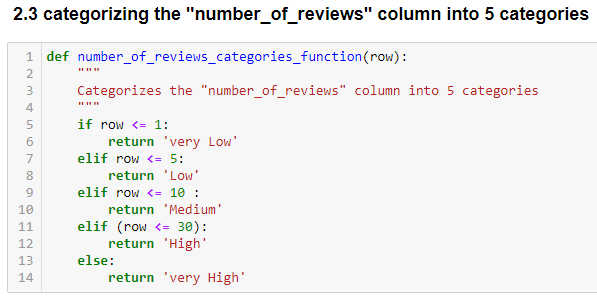 2.3 categorizing the "number_of_reviews" column into 5 categories
1 def number_of_reviews_categories_function(row):
2     """
3     Categorizes the "number_of_reviews" column into 5 categories
4     """
5     if row <= 1:
6         return 'very Low'
7     elif row <= 5:
8         return 'Low'
9     elif row <= 10 :
10         return 'Medium'
11     elif (row <= 30):
12         return 'High'
13     else:
14         return 'very High'